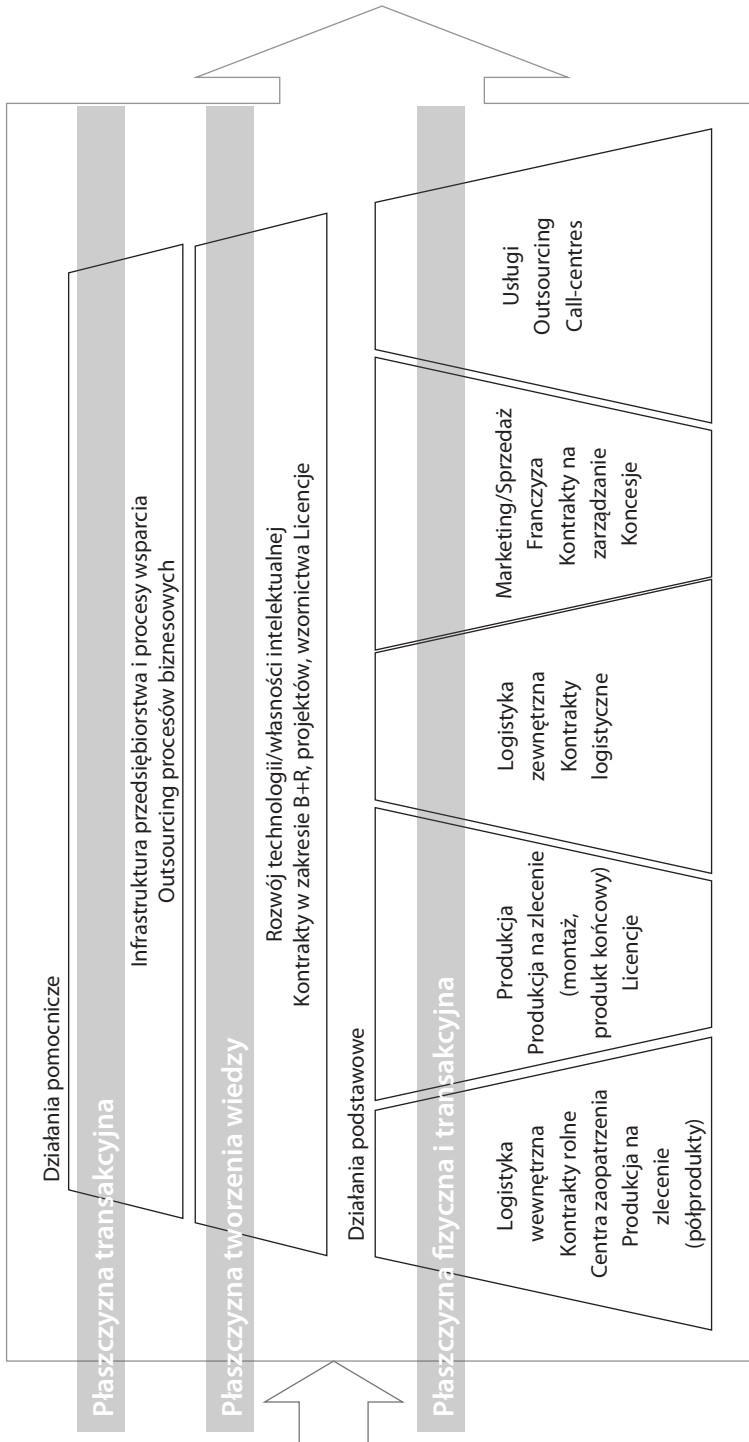 Działania pomocnicze
Płaszczyzna transakcyjna
Infrastruktura przedsiębiorstwa i procesy wsparcia
Outsourcing procesów biznesowych
Płaszczyzna tworzenia wiedzy
Rozwój technologii/własności intelektualnej
Kontrakty w zakresie B+R, projektów, wzornictwa Licencje
Działania podstawowe
Płaszczyzna fizyczna i transakcyjna
Logistyka
wewnętrzna
Kontrakty rolne
Centra zaopatrzenia
Produkcja na
zlecenie
(półprodukty)
Produkcja
Produkcja na zlecenie
(montaż,
produkt końcowy)
Licencje
Logistyka
zewnętrzna
Kontrakty
logistyczne
Marketing/Sprzedaż
Franczyza
Kontrakty na
zarządzanie
Koncesje
Usługi
Outsourcing
Call-centres